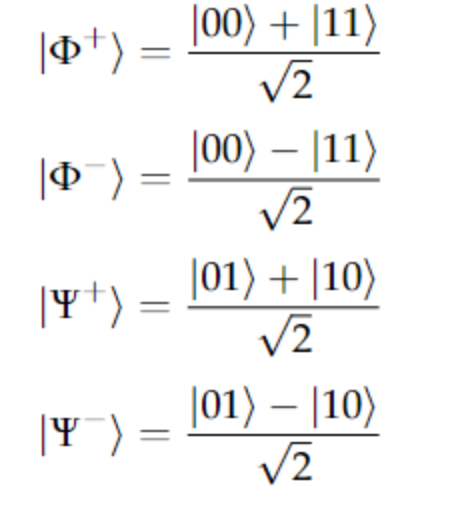 |Φ⁺⟩ = (|00⟩ + |11⟩)/√2
|Φ⁻⟩ = (|00⟩ − |11⟩)/√2
|Ψ⁺⟩ = (|01⟩ + |10⟩)/√2
|Ψ⁻⟩ = (|01⟩ − |10⟩)/√2